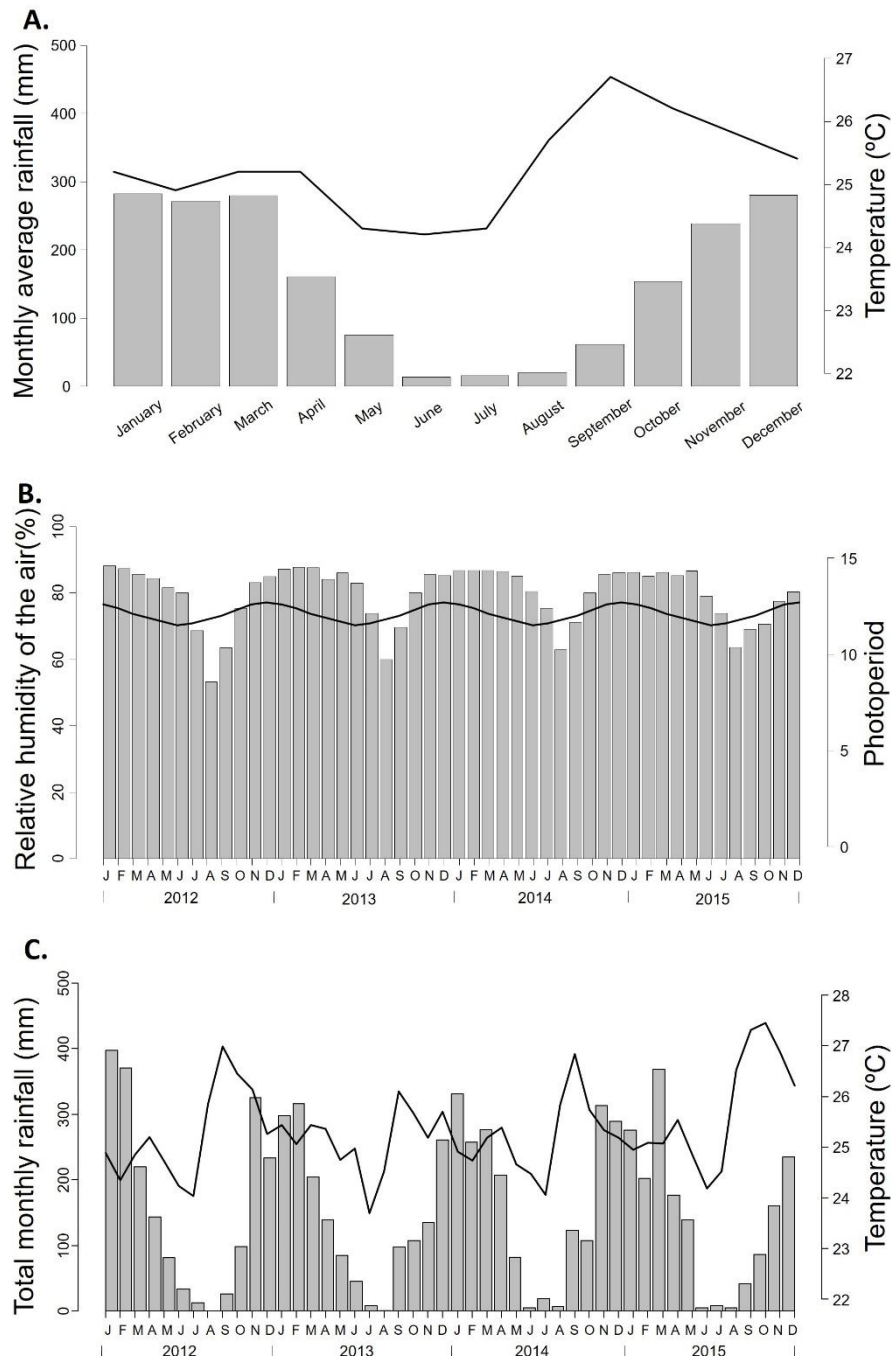 A.
Monthly average rainfall (mm)
500
400
300
200
100
0
Temperature (ºC)
27
26
25
24
23
22
January
February
March
April
May
June
July
August
September
October
November
December
B.
Relative humidity of the air(%)
100
80
60
40
20
0
Photoperiod
15
10
5
0
J F M A M J J A S O N D J F M A M J J A S O N D J F M A M J J A S O N D J F M A M J J A S O N D
2012 2013 2014 2015
C.
Total monthly rainfall (mm)
500
400
300
200
100
0
Temperature (ºC)
28
27
26
25
24
23
22
J F M A M J J A S O N D J F M A M J J A S O N D J F M A M J J A S O N D J F M A M J J A S O N D
2012 2013 2014 2015